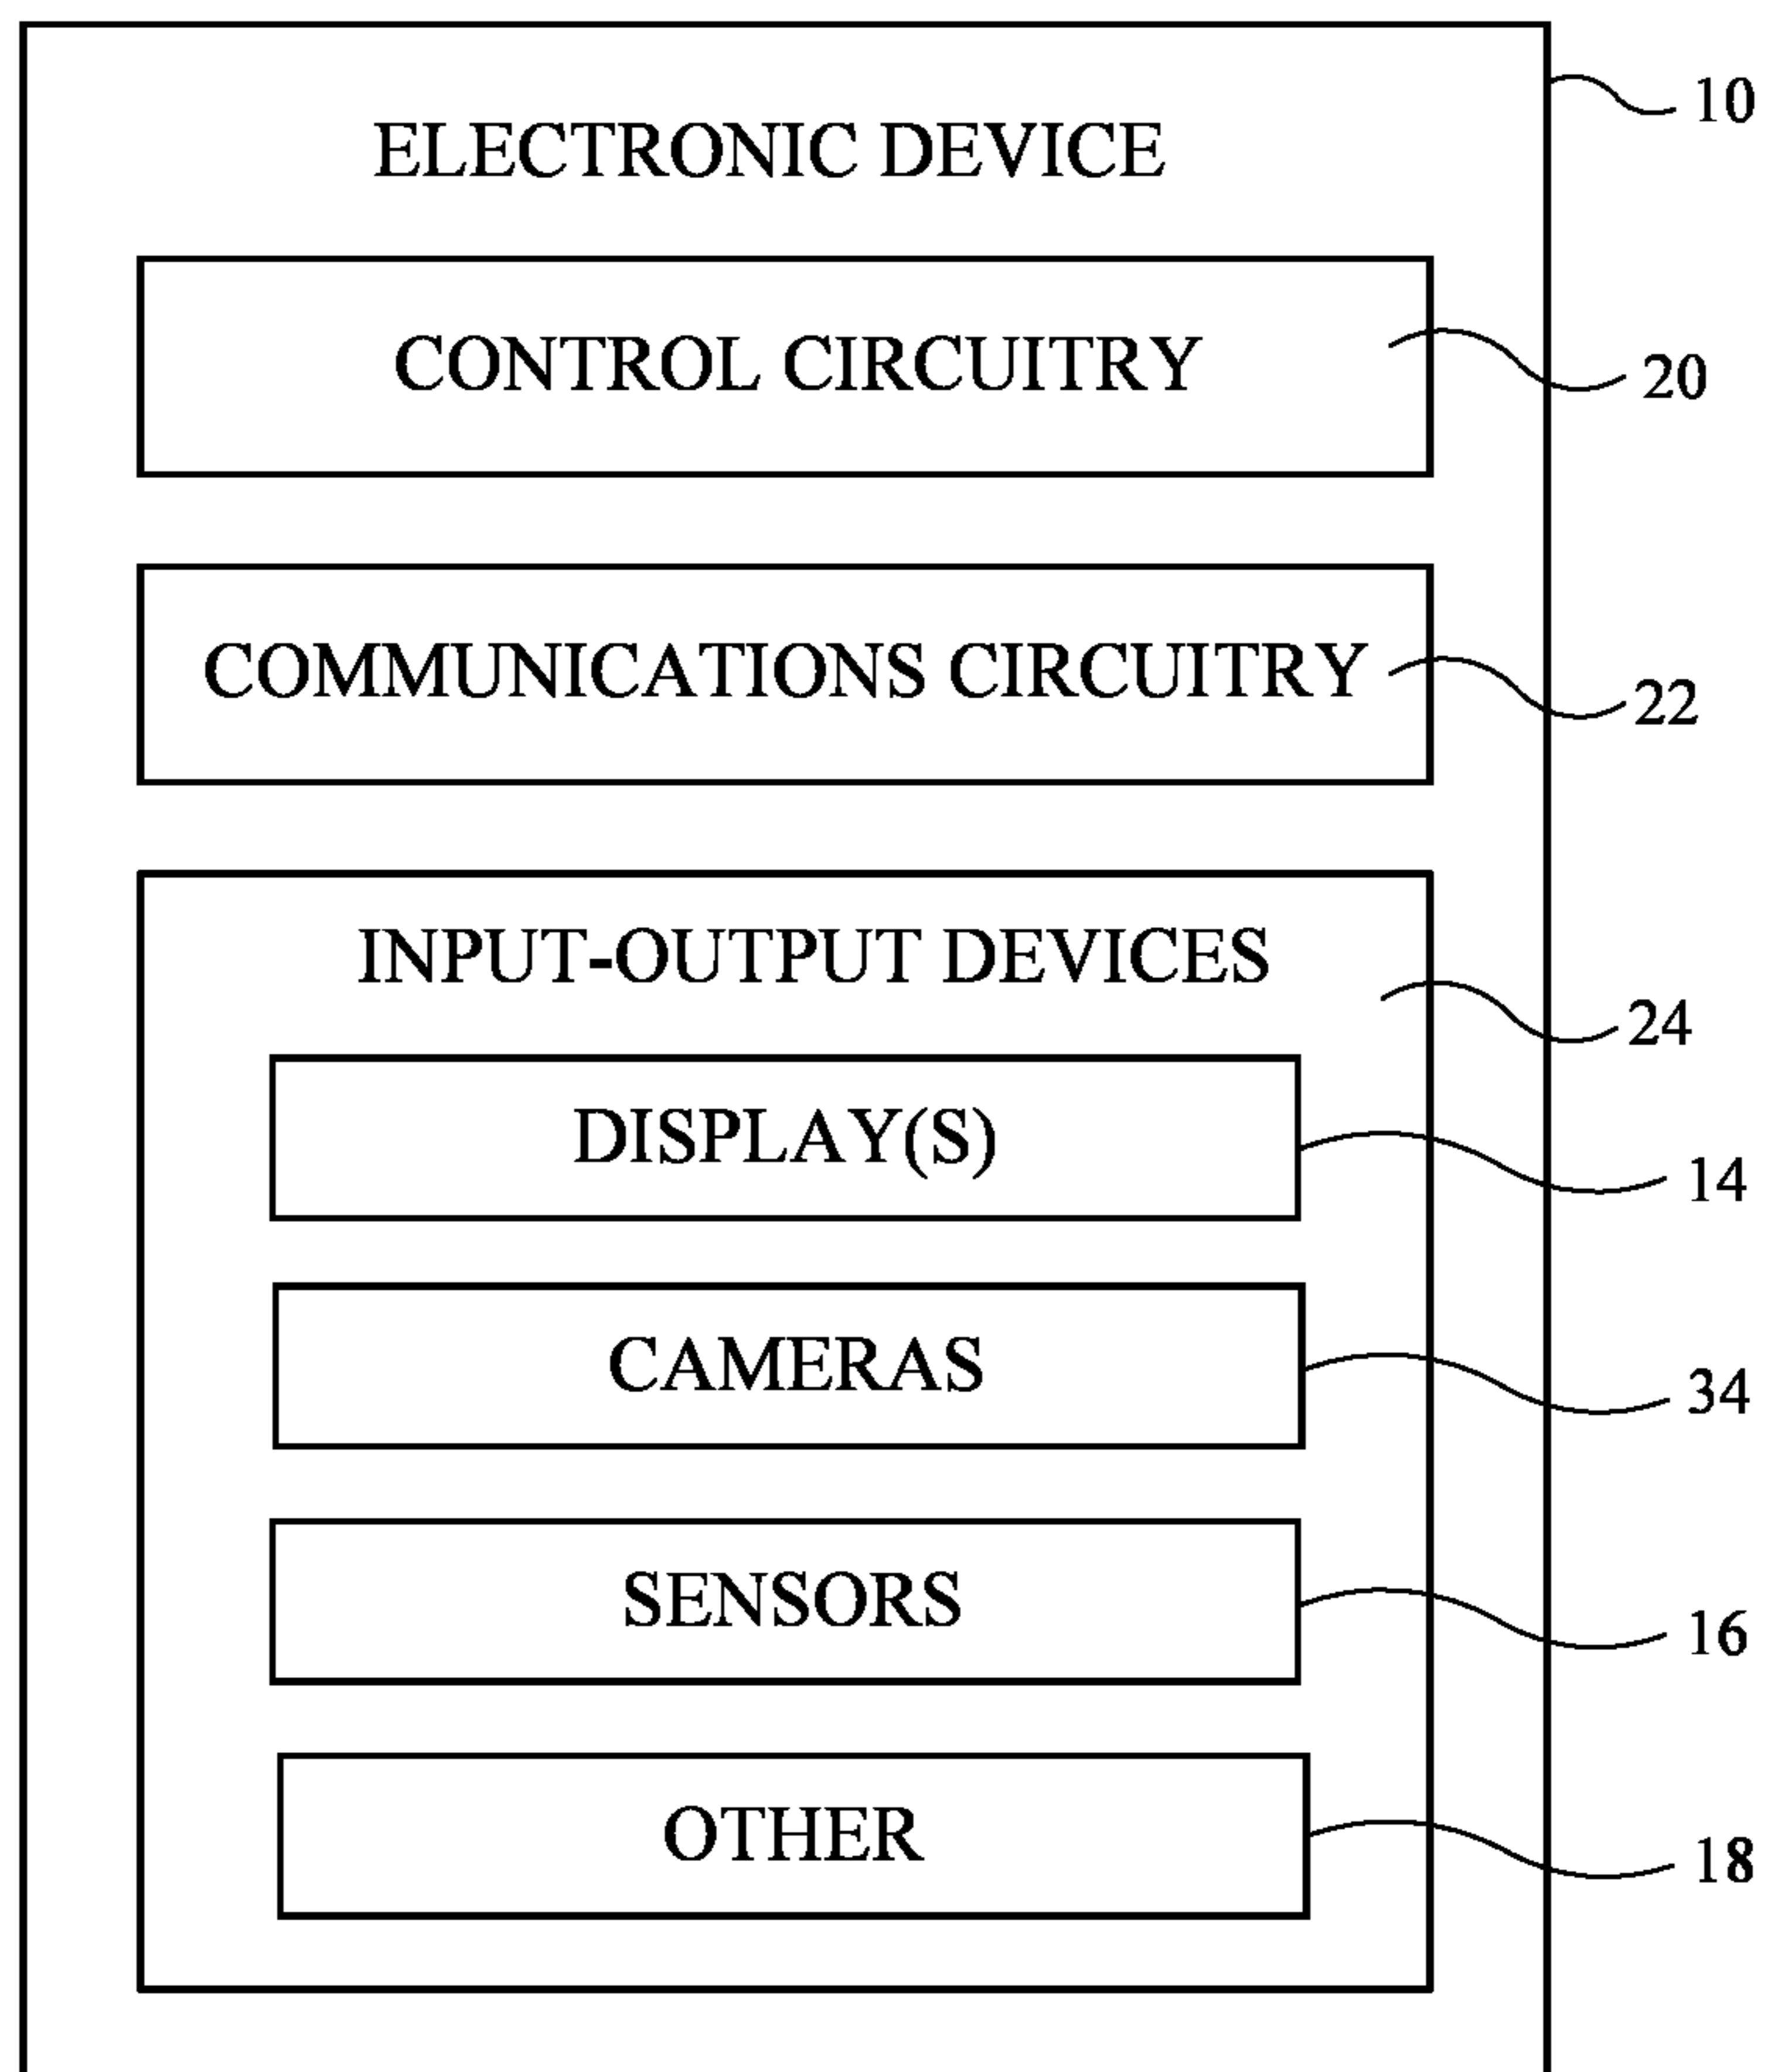 ELECTRONIC DEVICE
10
CONTROL CIRCUITRY
20
COMMUNICATIONS CIRCUITRY
22
INPUT-OUTPUT DEVICES
24
DISPLAY(S)
14
CAMERAS
34
SENSORS
16
OTHER
18